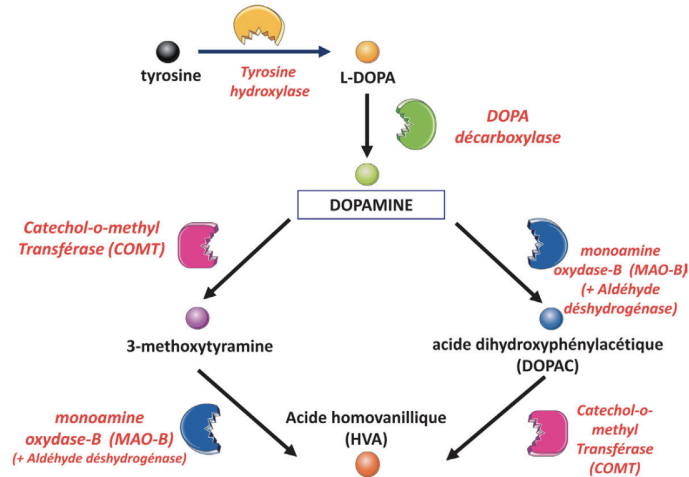 tyrosine
Tyrosine
hydroxylase
L-DOPA
DOPA
décarboxylase
DOPAMINE
Catechol-o-methyl
Transférase (COMT)
monoamine
oxydase-B (MAO-B)
(+ Aldéhyde
déshydrogénase)
3-methoxytyramine
acide dihydroxyphénylacétique
(DOPAC)
monoamine
oxydase-B (MAO-B)
(+ Aldéhyde déshydrogénase)
Acide homovanillique
(HVA)
Catechol-o-
methyl
Transférase
(COMT)